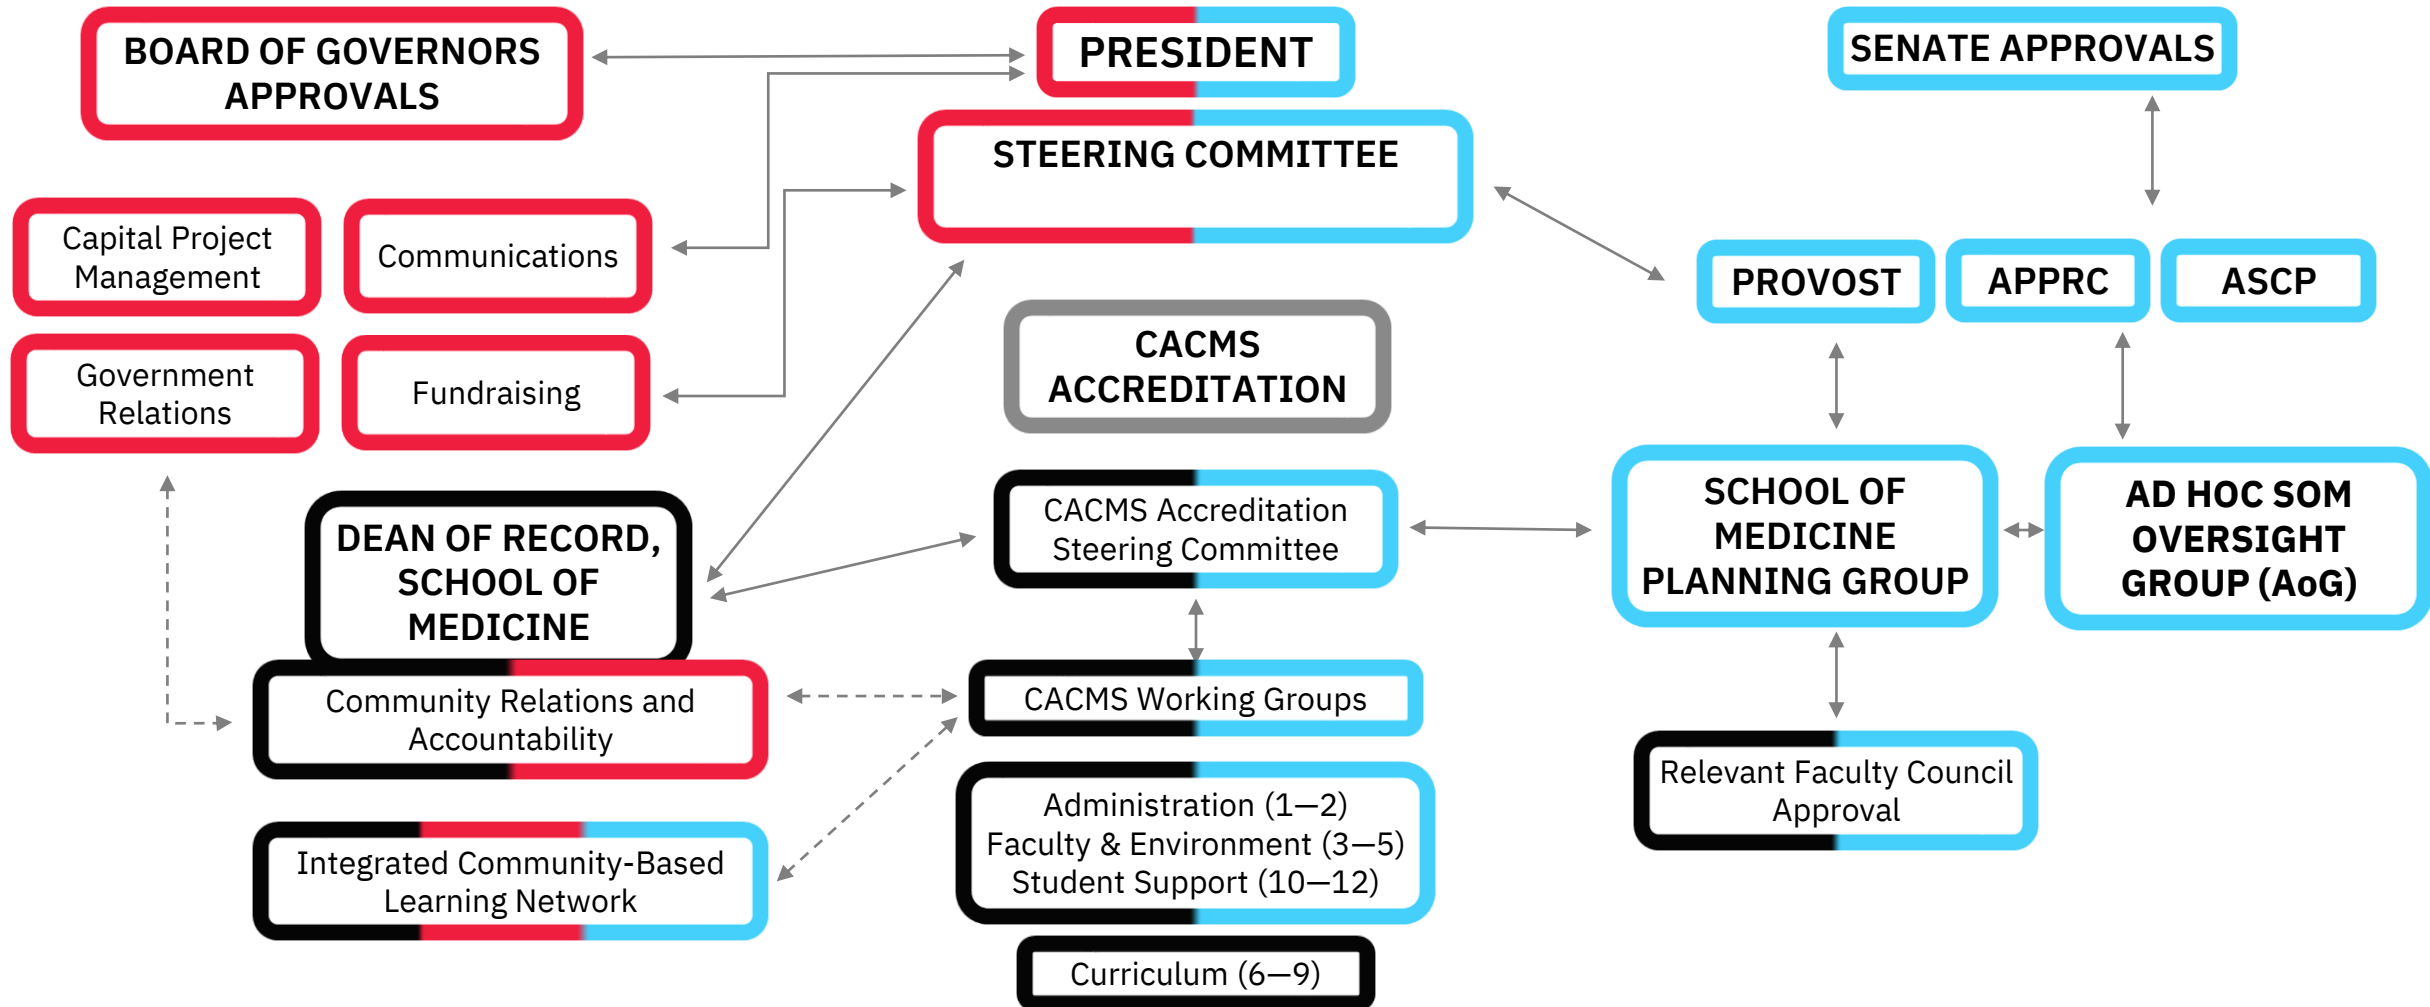 BOARD OF GOVERNORS
APPROVALS
PRESIDENT
SENATE APPROVALS
STEERING COMMITTEE
Capital Project
Management
Communications
Government
Relations
Fundraising
PROVOST
APPRC
ASCP
CACMS
ACCREDITATION
DEAN OF RECORD,
SCHOOL OF
MEDICINE
CACMS Accreditation
Steering Committee
SCHOOL OF
MEDICINE
PLANNING GROUP
AD HOC SOM
OVERSIGHT
GROUP (AoG)
Community Relations and
Accountability
CACMS Working Groups
Relevant Faculty Council
Approval
Integrated Community-Based
Learning Network
Administration (1—2)
Faculty & Environment (3—5)
Student Support (10—12)
Curriculum (6—9)